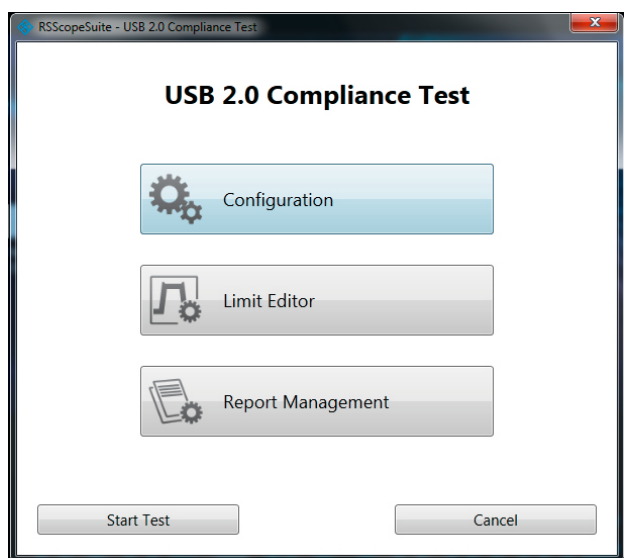 RSScopeSuite - USB 2.0 Compliance Test
USB 2.0 Compliance Test
Configuration
Limit Editor
Report Management
Start Test
Cancel